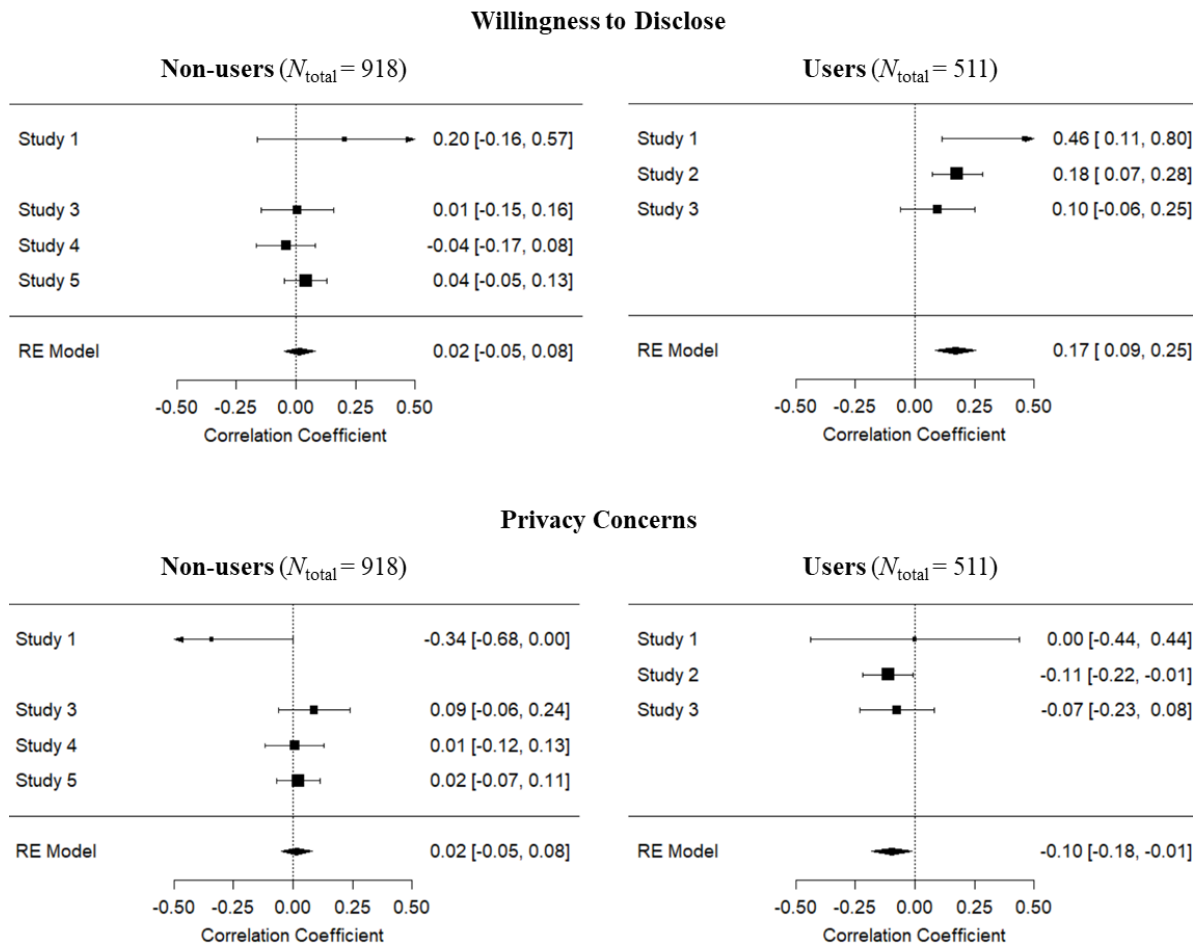 Willingness to Disclose
Non-users (Ntotal = 918)
Study 1 0.20 [-0.16, 0.57]
Study 3 0.01 [-0.15, 0.16]
Study 4 -0.04 [-0.17, 0.08]
Study 5 0.04 [-0.05, 0.13]
RE Model 0.02 [-0.05, 0.08]
-0.50 -0.25 0.00 0.25 0.50
Correlation Coefficient
Users (Ntotal = 511)
Study 1 0.46 [ 0.11, 0.80]
Study 2 0.18 [ 0.07, 0.28]
Study 3 0.10 [-0.06, 0.25]
RE Model 0.17 [ 0.09, 0.25]
-0.50 -0.25 0.00 0.25 0.50
Correlation Coefficient
Privacy Concerns
Non-users (Ntotal = 918)
Study 1 -0.34 [-0.68, 0.00]
Study 3 0.09 [-0.06, 0.24]
Study 4 0.01 [-0.12, 0.13]
Study 5 0.02 [-0.07, 0.11]
RE Model 0.02 [-0.05, 0.08]
-0.50 -0.25 0.00 0.25 0.50
Correlation Coefficient
Users (Ntotal = 511)
Study 1 0.00 [-0.44, 0.44]
Study 2 -0.11 [-0.22, -0.01]
Study 3 -0.07 [-0.23, 0.08]
RE Model -0.10 [-0.18, -0.01]
-0.50 -0.25 0.00 0.25 0.50
Correlation Coefficient